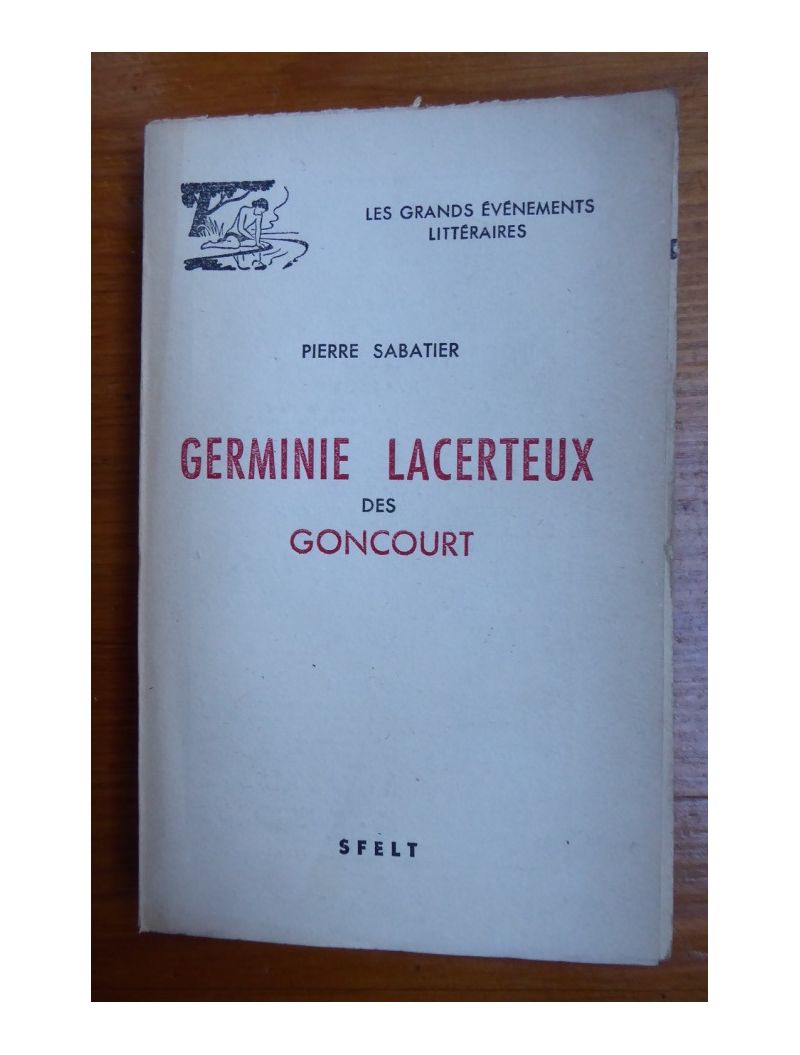 LES GRANDS ÉVÉNEMENTS
LITTÉRAIRES
PIERRE SABATIER
GERMINIE LACERTEUX
DES
GONCOURT
SFELT